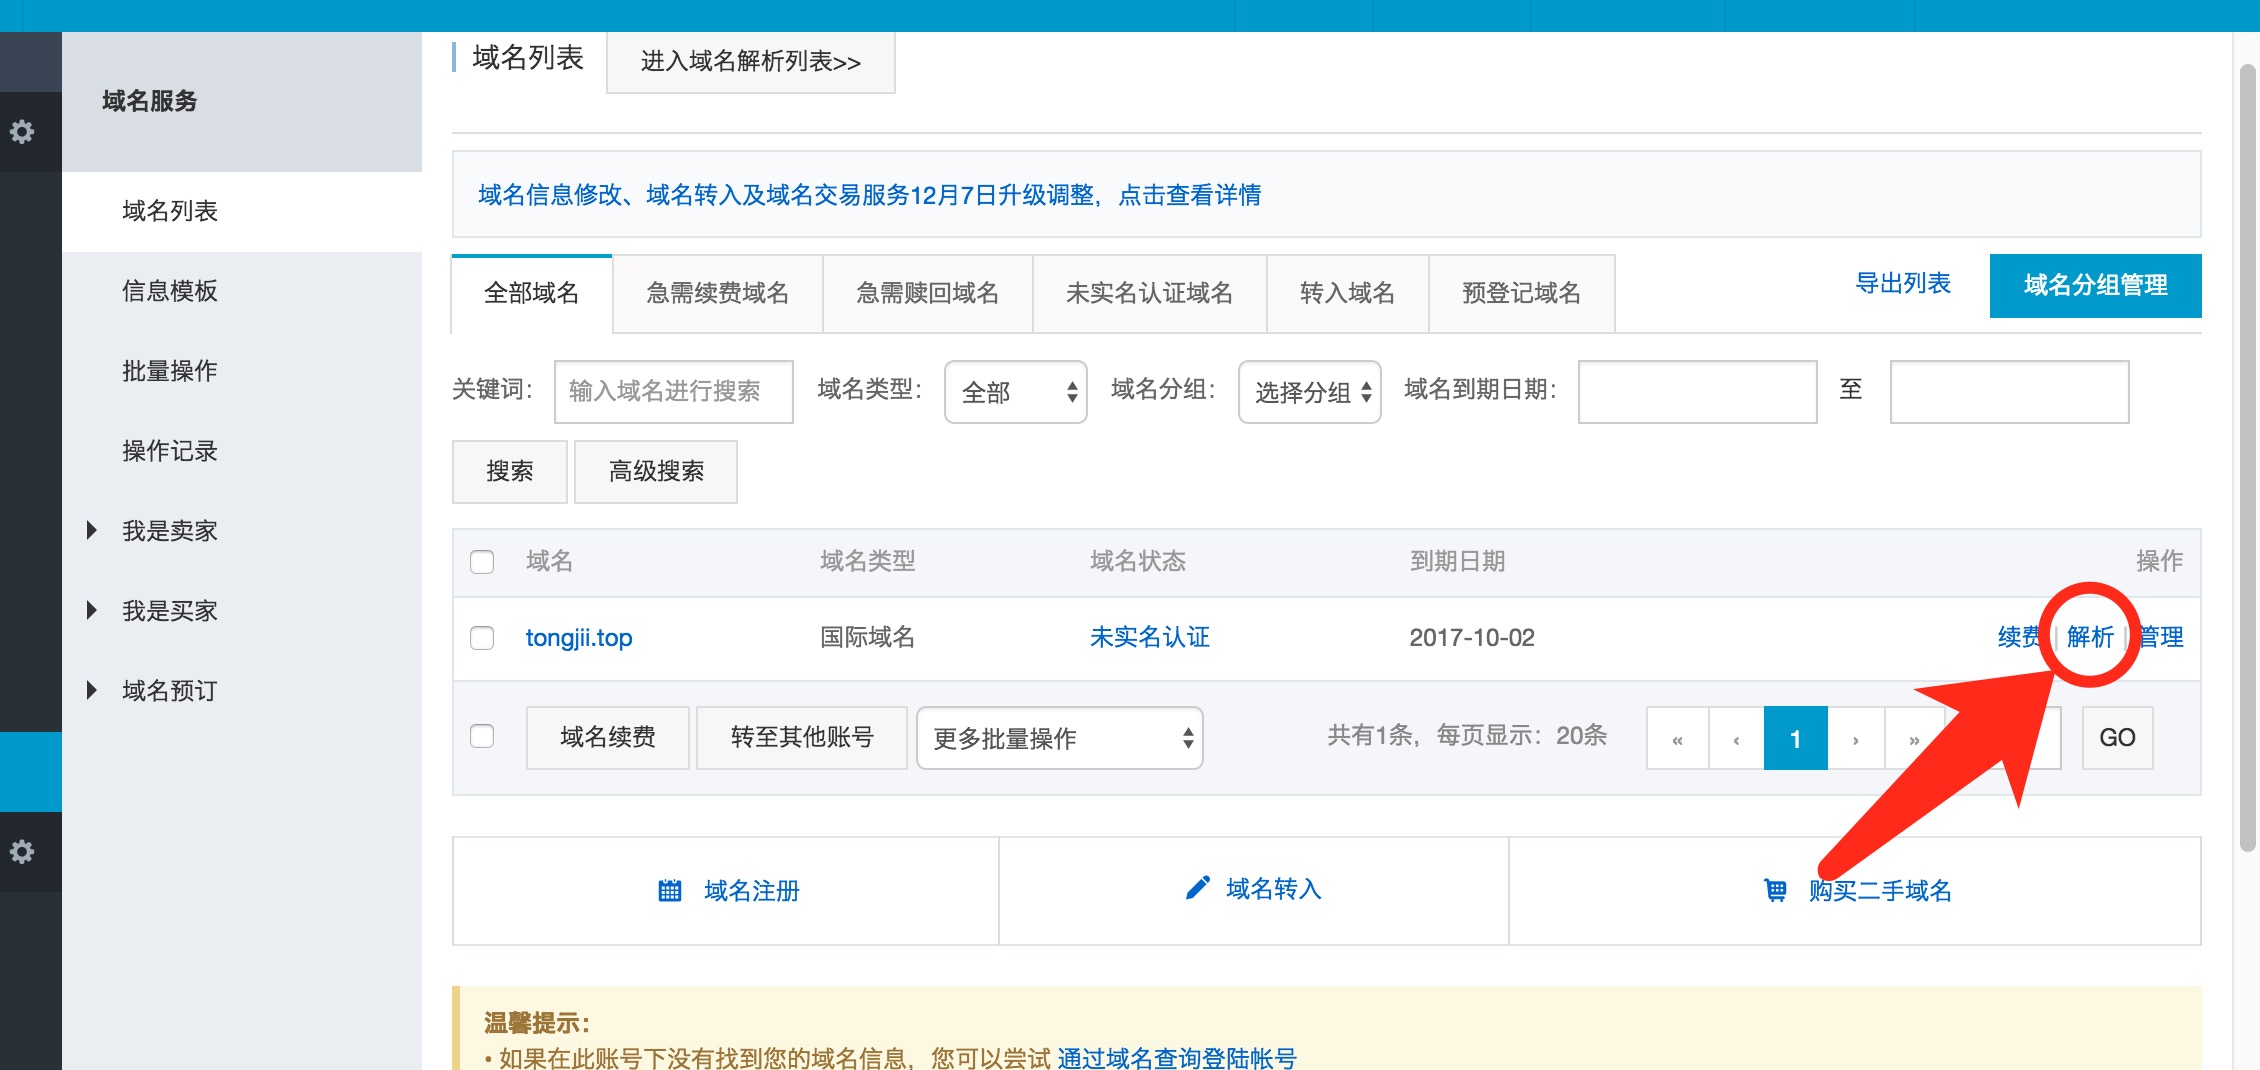 域名列表
进入域名解析列表>>
域名服务
域名列表
信息模板
批量操作
操作记录
我是卖家
我是买家
域名预订
域名信息修改、域名转入及域名交易服务12月7日升级调整，点击查看详情
全部域名
急需续费域名
急需赎回域名
未实名认证域名
转入域名
预登记域名
导出列表
域名分组管理
关键词：
输入域名进行搜索
域名类型：
全部
域名分组：
选择分组
域名到期日期：
至
搜索
高级搜索
域名
域名类型
域名状态
到期日期
操作
tongjii.top
国际域名
未实名认证
2017-10-02
续费 | 解析 | 管理
域名续费
转至其他账号
更多批量操作
共有1条，每页显示：20条
«
‹
1
›
»
GO
域名注册
域名转入
购买二手域名
温馨提示：
• 如果在此账号下没有找到您的域名信息，您可以尝试 通过域名查询登陆帐号